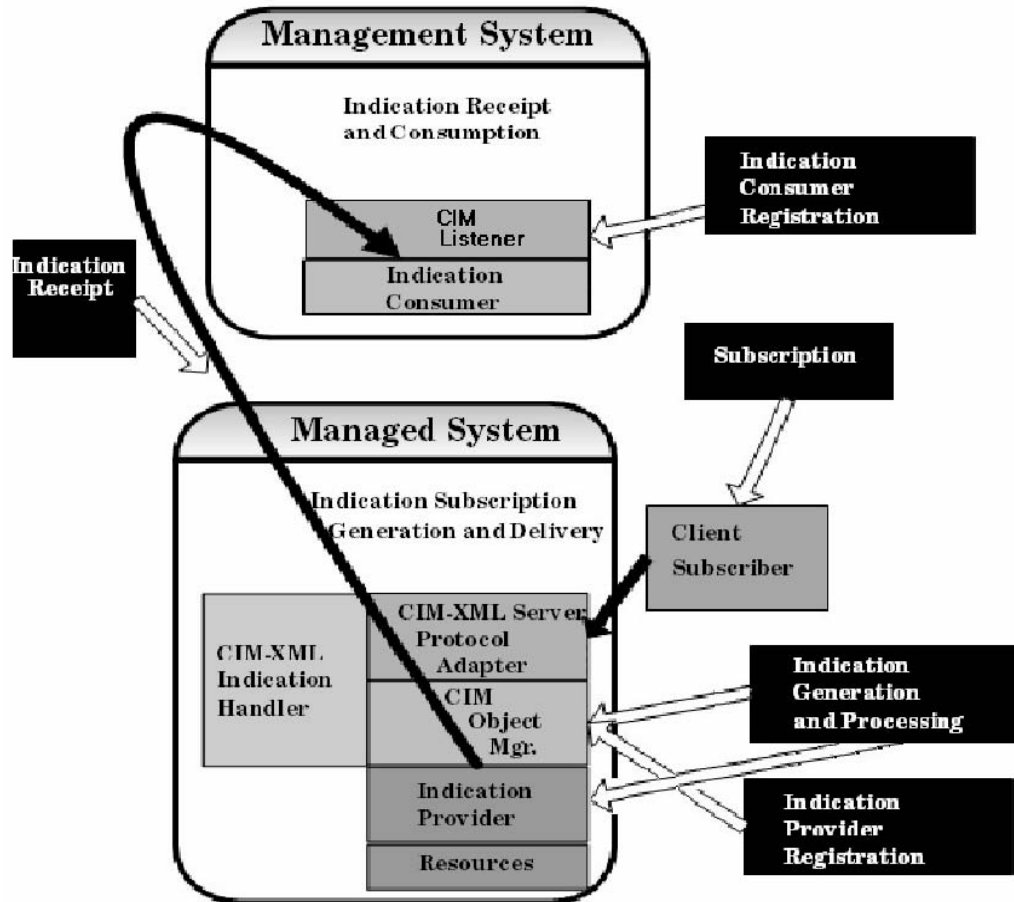 Management System
Indication Receipt
and Consumption
CIM
Listener
Indication
Consumer
Indication
Consumer
Registration
Indication
Receipt
Subscription
Managed System
Indication Subscription
Generation and Delivery
Client
Subscriber
CIM-XML Server
Protocol
Adapter
CIM-XML
Indication
Handler
CIM
Object
Mgr.
Indication
Generation
and Processing
Indication
Provider
Indication
Provider
Registration
Resources